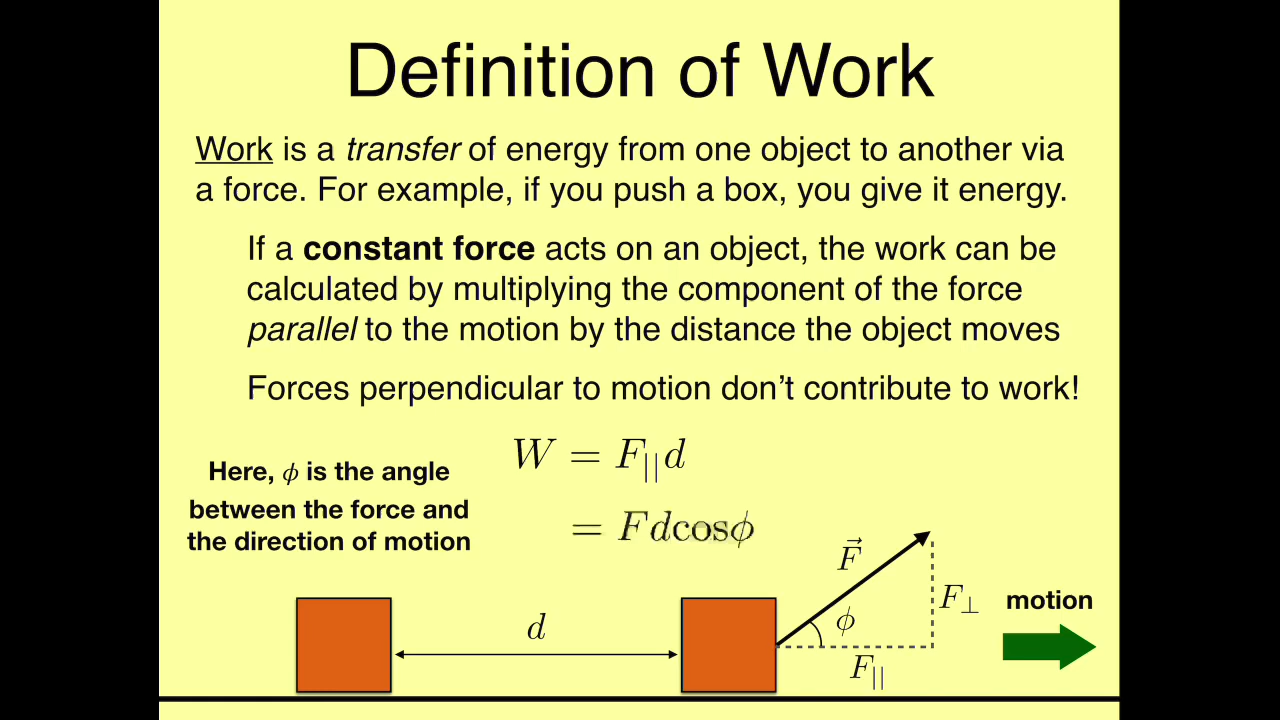 Definition of Work
Work is a transfer of energy from one object to another via
a force. For example, if you push a box, you give it energy.
If a constant force acts on an object, the work can be
calculated by multiplying the component of the force
parallel to the motion by the distance the object moves
Forces perpendicular to motion don’t contribute to work!
W = F_{||}d
= Fdcosϕ
Here, ϕ is the angle
between the force and
the direction of motion
d
\vec{F}
ϕ
F_⊥
F_{||}
motion